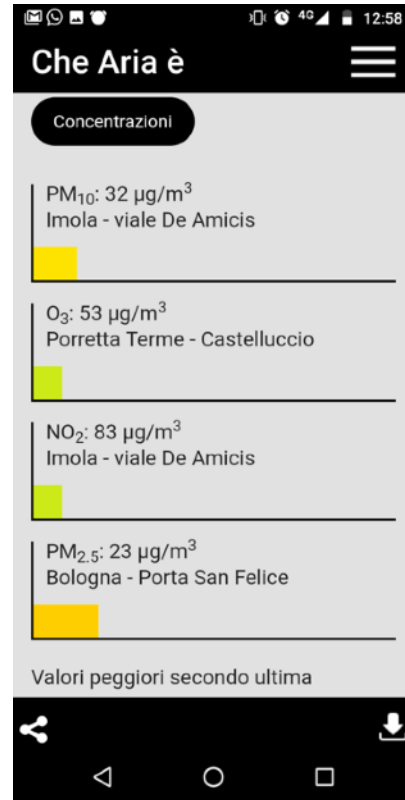 4G 12:58
Che Aria è
Concentrazioni
PM₁₀: 32 µg/m³
Imola - viale De Amicis
O₃: 53 µg/m³
Porretta Terme - Castelluccio
NO₂: 83 µg/m³
Imola - viale De Amicis
PM₂.₅: 23 µg/m³
Bologna - Porta San Felice
Valori peggiori secondo ultima